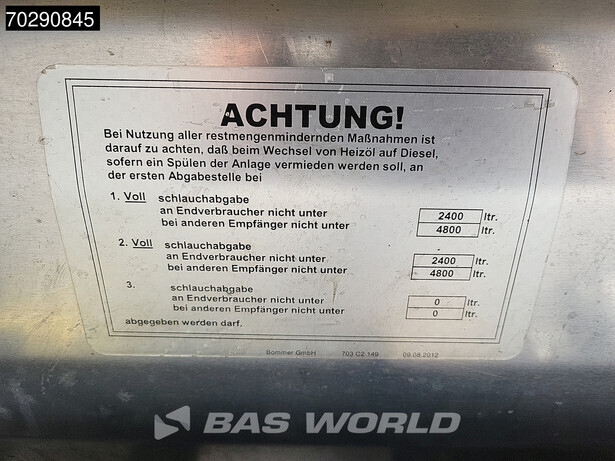 70290845
ACHTUNG!
Bei Nutzung aller restmengenmindernden Maßnahmen ist
darauf zu achten, daß beim Wechsel von Heizöl auf Diesel,
sofern ein Spülen der Anlage vermieden werden soll, an
der ersten Abgabestelle bei
1. Voll schlauchabgabe
an Endverbraucher nicht unter 2400 ltr.
bei anderen Empfänger nicht unter 4800 ltr.
2. Voll schlauchabgabe
an Endverbraucher nicht unter 2400 ltr.
bei anderen Empfänger nicht unter 4800 ltr.
3. schlauchabgabe
an Endverbraucher nicht unter 0 ltr.
bei anderen Empfänger nicht unter 0 ltr.
abgegeben werden darf.
Bommer GmbH 703 C2.149 09.08.2012
BAS WORLD